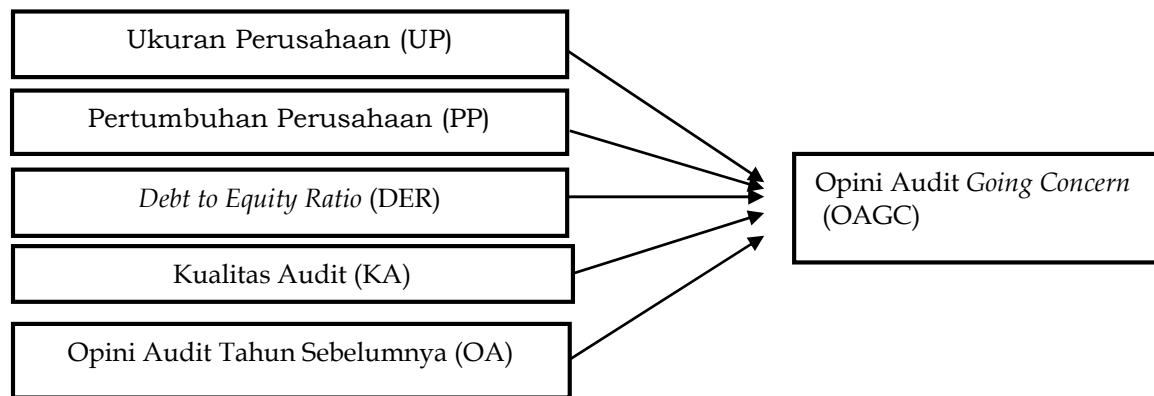 Ukuran Perusahaan (UP)
Pertumbuhan Perusahaan (PP)
Debt to Equity Ratio (DER)
Kualitas Audit (KA)
Opini Audit Tahun Sebelumnya (OA)
Opini Audit Going Concern
(OAGC)